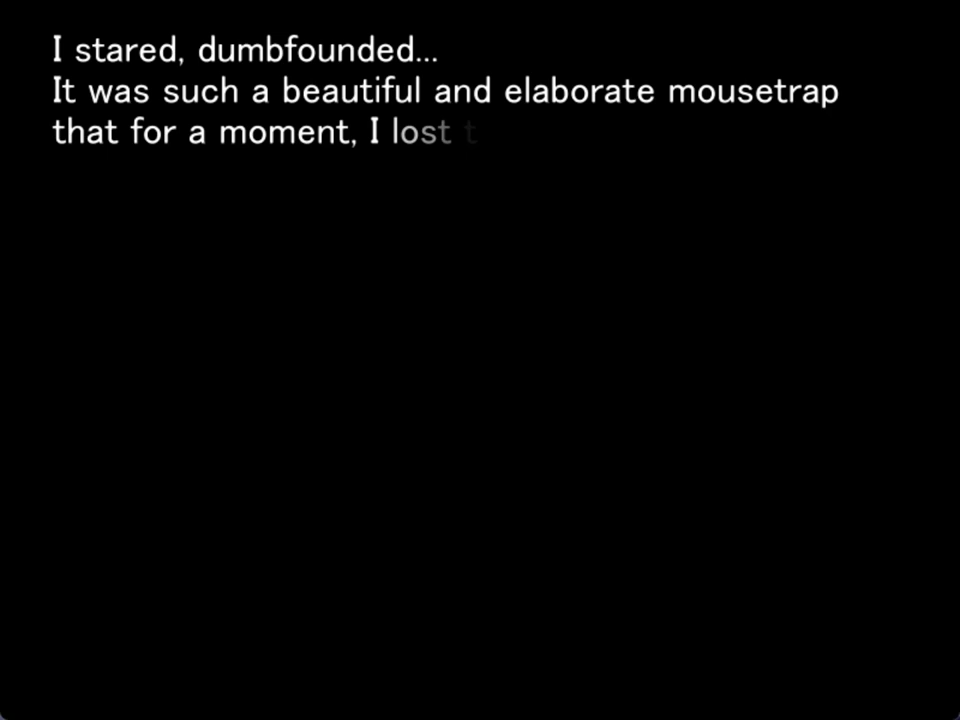 I stared, dumbfounded...
It was such a beautiful and elaborate mousetrap
that for a moment, I lost t